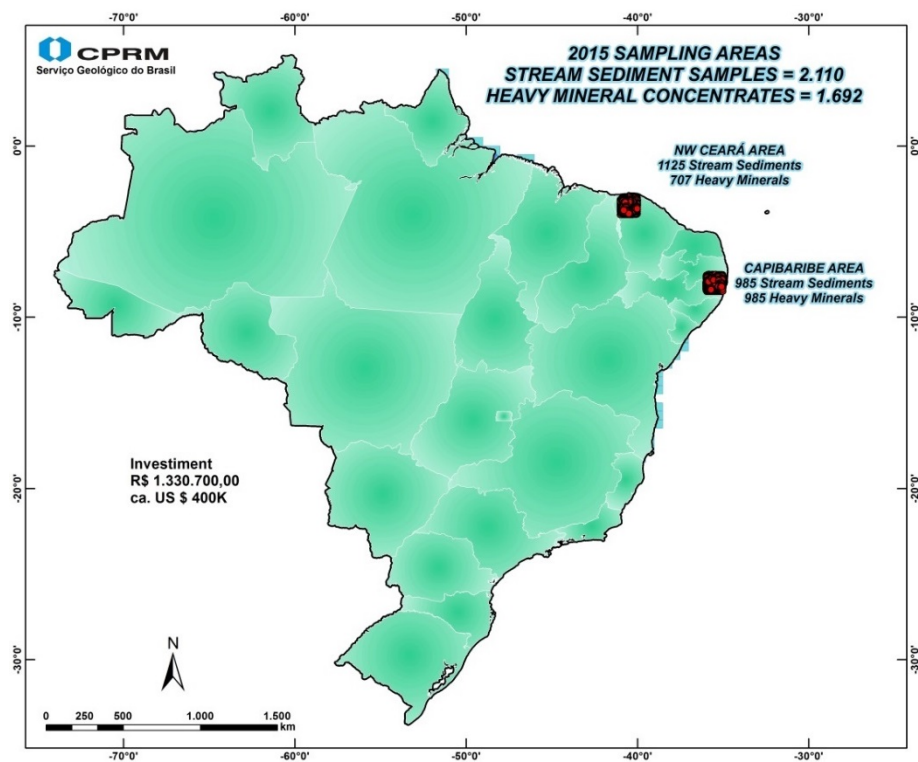 -70°0'
-60°0'
-50°0'
-40°0'
-30°0'
CPRM
Serviço Geológico do Brasil
2015 SAMPLING AREAS
STREAM SEDIMENT SAMPLES = 2.110
HEAVY MINERAL CONCENTRATES = 1.692
0°0'
0°0'
NW CEARÁ AREA
1125 Stream Sediments
707 Heavy Minerals
CAPIBARIBE AREA
985 Stream Sediments
985 Heavy Minerals
-10°0'
-10°0'
Investiment
R$ 1.330.700,00
ca. US $ 400K
-20°0'
-20°0'
N
-30°0'
-30°0'
0 250 500 1.000 1.500
km
-70°0'
-60°0'
-50°0'
-40°0'
-30°0'